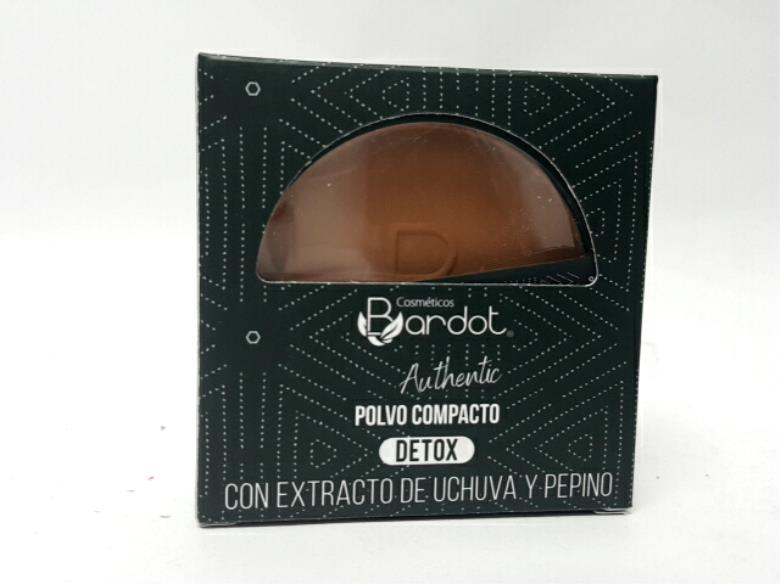 B
Cosméticos
Bardot®
Authentic
POLVO COMPACTO
DETOX
CON EXTRACTO DE UCHUVA Y PEPINO